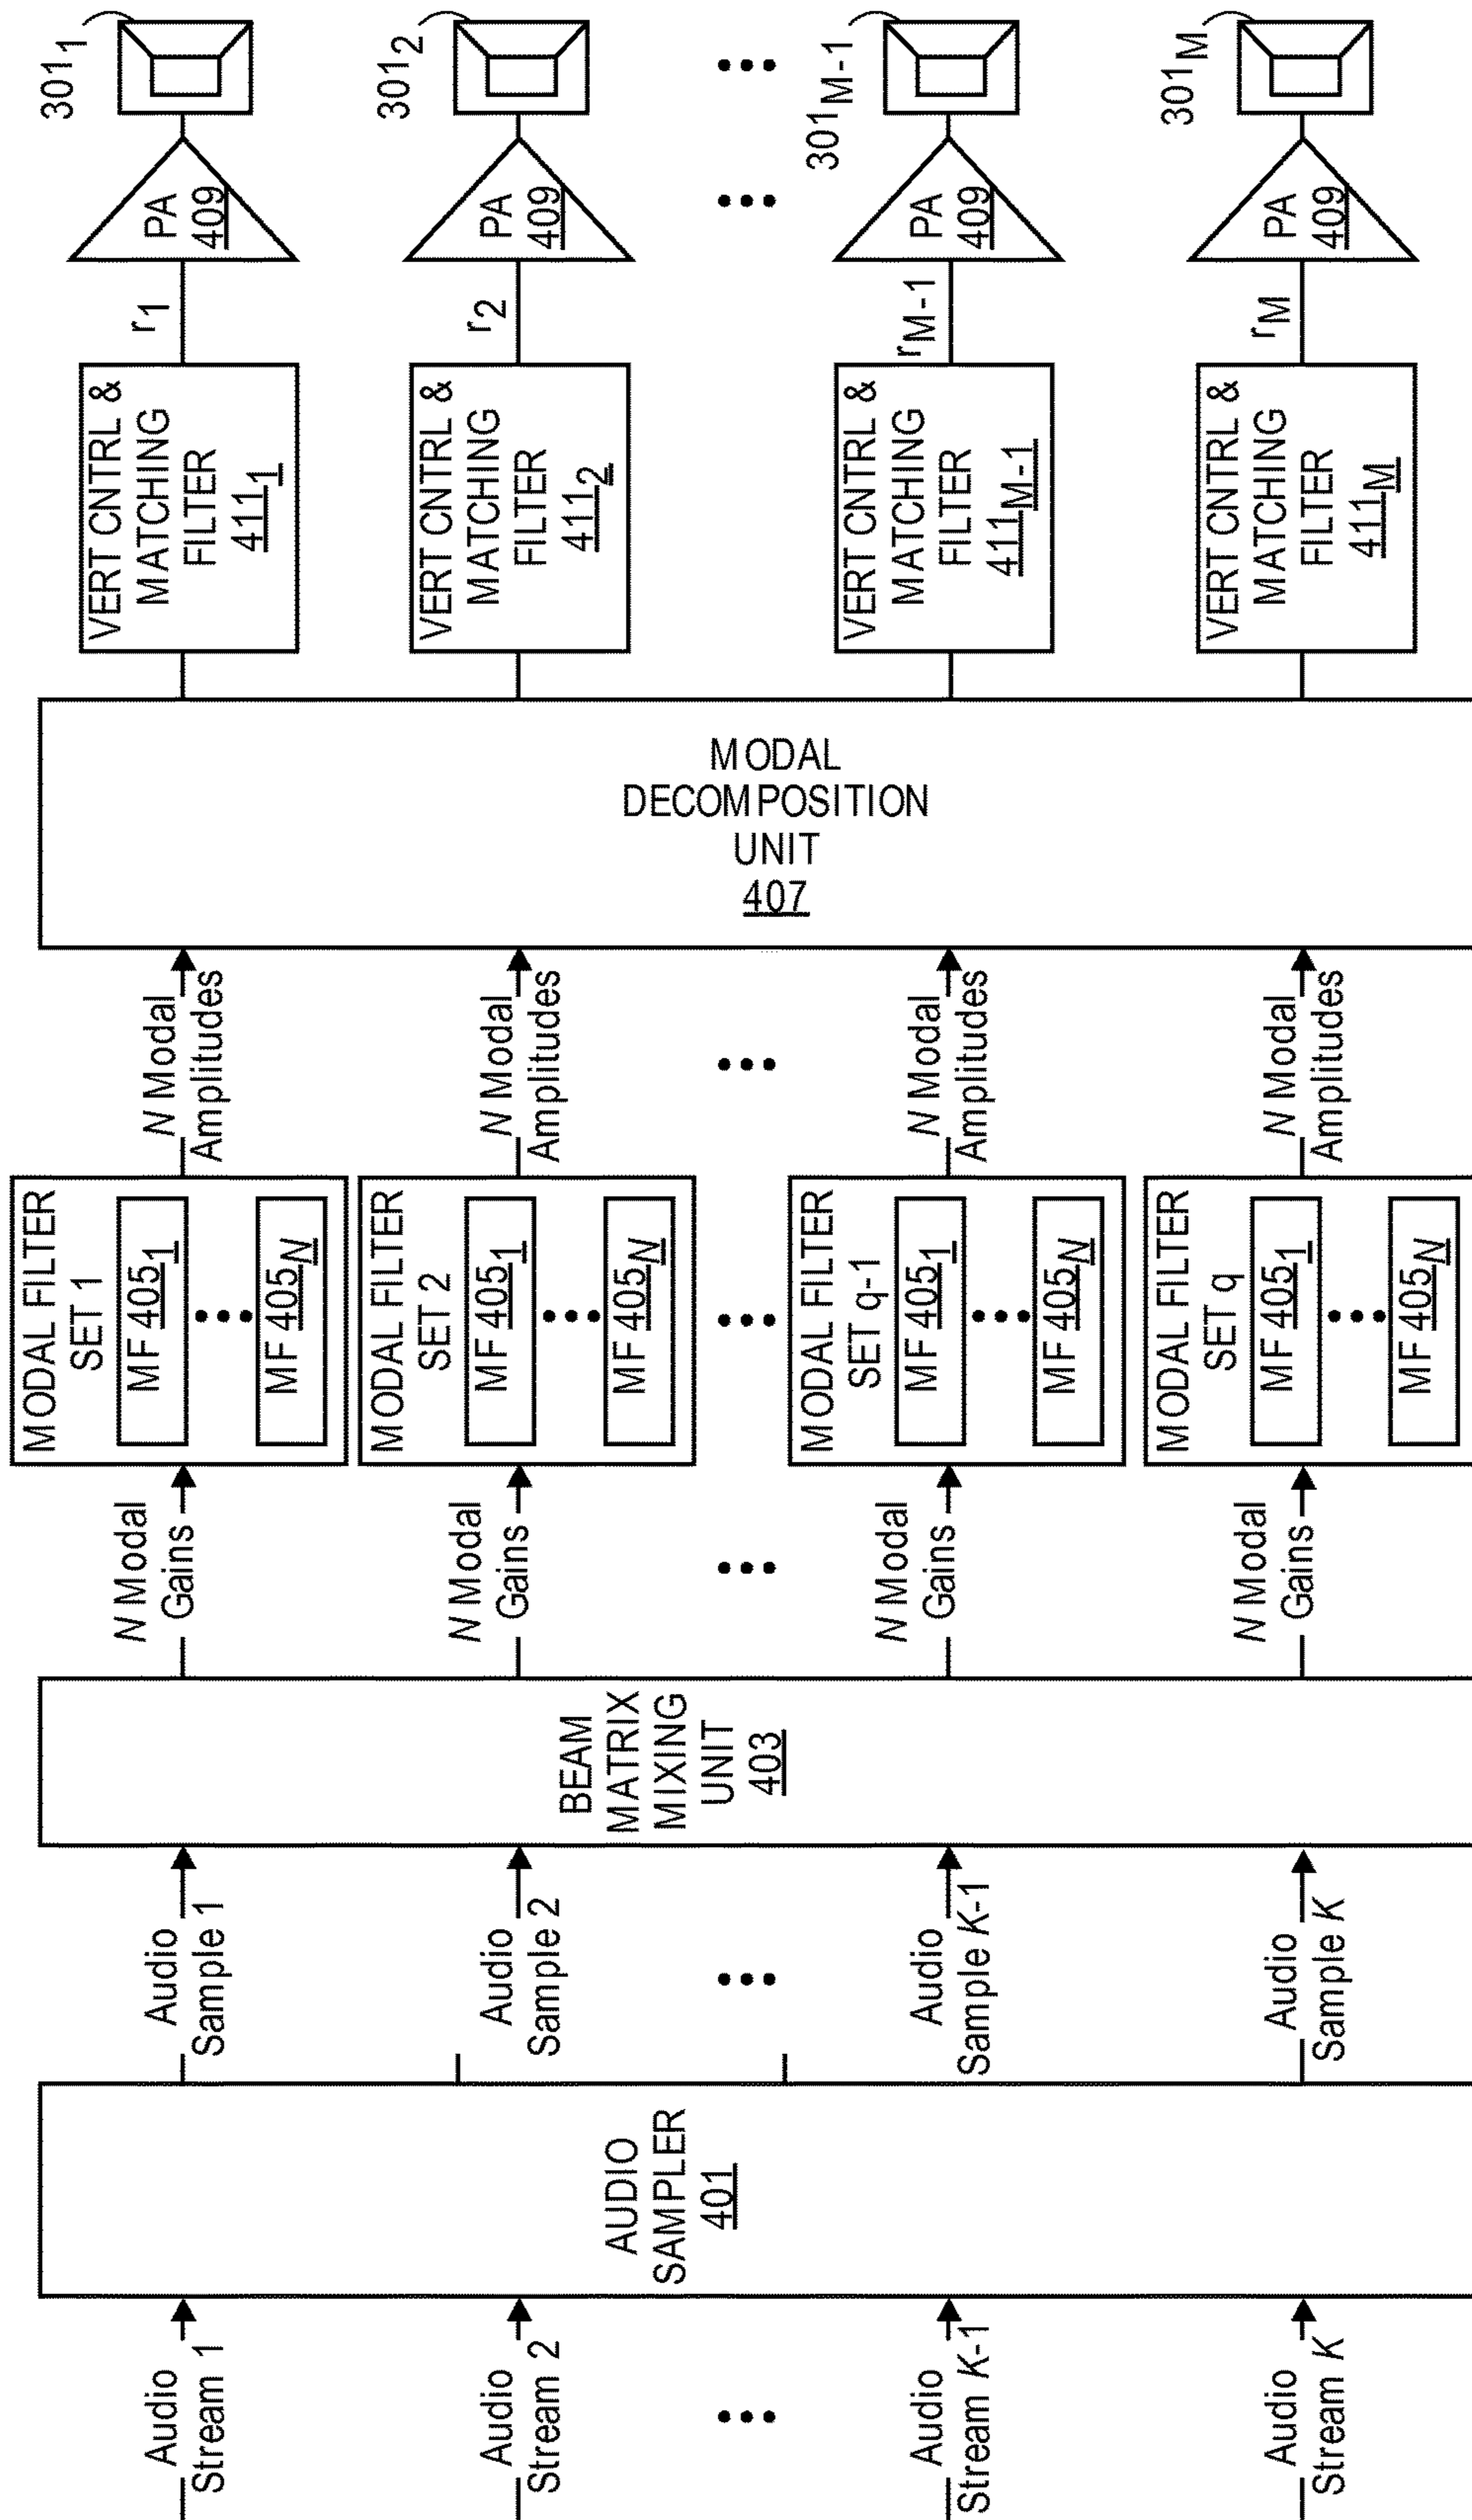 Audio
Stream 1
Audio
Stream 2
Audio
Stream K-1
Audio
Stream K
AUDIO
SAMPLER
401
Audio
Sample 1
Audio
Sample 2
Audio
Sample K-1
Audio
Sample K
BEAM
MATRIX
MIXING
UNIT
403
N Modal
Gains
N Modal
Gains
N Modal
Gains
N Modal
Gains
MODAL FILTER
SET 1
MF 405₁
MF 405N
MODAL FILTER
SET 2
MF 405₁
MF 405N
MODAL FILTER
SET q-1
MF 405₁
MF 405N
MODAL FILTER
SET q
MF 405₁
MF 405N
N Modal
Amplitudes
N Modal
Amplitudes
N Modal
Amplitudes
N Modal
Amplitudes
MODAL
DECOMPOSITION
UNIT
407
VERT CNTRL &
MATCHING
FILTER
411₁
VERT CNTRL &
MATCHING
FILTER
411₂
VERT CNTRL &
MATCHING
FILTER
411M-1
VERT CNTRL &
MATCHING
FILTER
411M
r₁
r₂
rM-1
rM
PA
409
PA
409
PA
409
PA
409
301₁
301₂
301M-1
301M